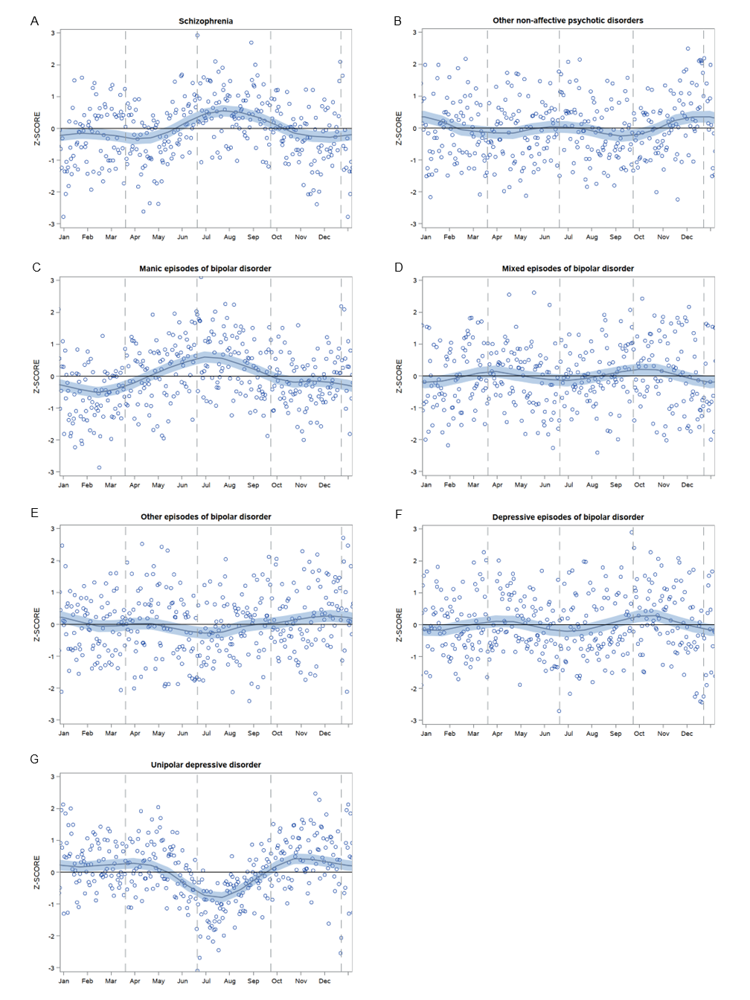 A
Schizophrenia
3
2
1
0
-1
-2
-3
Z-SCORE
Jan Feb Mar Apr May Jun Jul Aug Sep Oct Nov Dec
B
Other non-affective psychotic disorders
3
2
1
0
-1
-2
-3
Z-SCORE
Jan Feb Mar Apr May Jun Jul Aug Sep Oct Nov Dec
C
Manic episodes of bipolar disorder
3
2
1
0
-1
-2
-3
Z-SCORE
Jan Feb Mar Apr May Jun Jul Aug Sep Oct Nov Dec
D
Mixed episodes of bipolar disorder
3
2
1
0
-1
-2
-3
Z-SCORE
Jan Feb Mar Apr May Jun Jul Aug Sep Oct Nov Dec
E
Other episodes of bipolar disorder
3
2
1
0
-1
-2
-3
Z-SCORE
Jan Feb Mar Apr May Jun Jul Aug Sep Oct Nov Dec
F
Depressive episodes of bipolar disorder
3
2
1
0
-1
-2
-3
Z-SCORE
Jan Feb Mar Apr May Jun Jul Aug Sep Oct Nov Dec
G
Unipolar depressive disorder
3
2
1
0
-1
-2
-3
Z-SCORE
Jan Feb Mar Apr May Jun Jul Aug Sep Oct Nov Dec